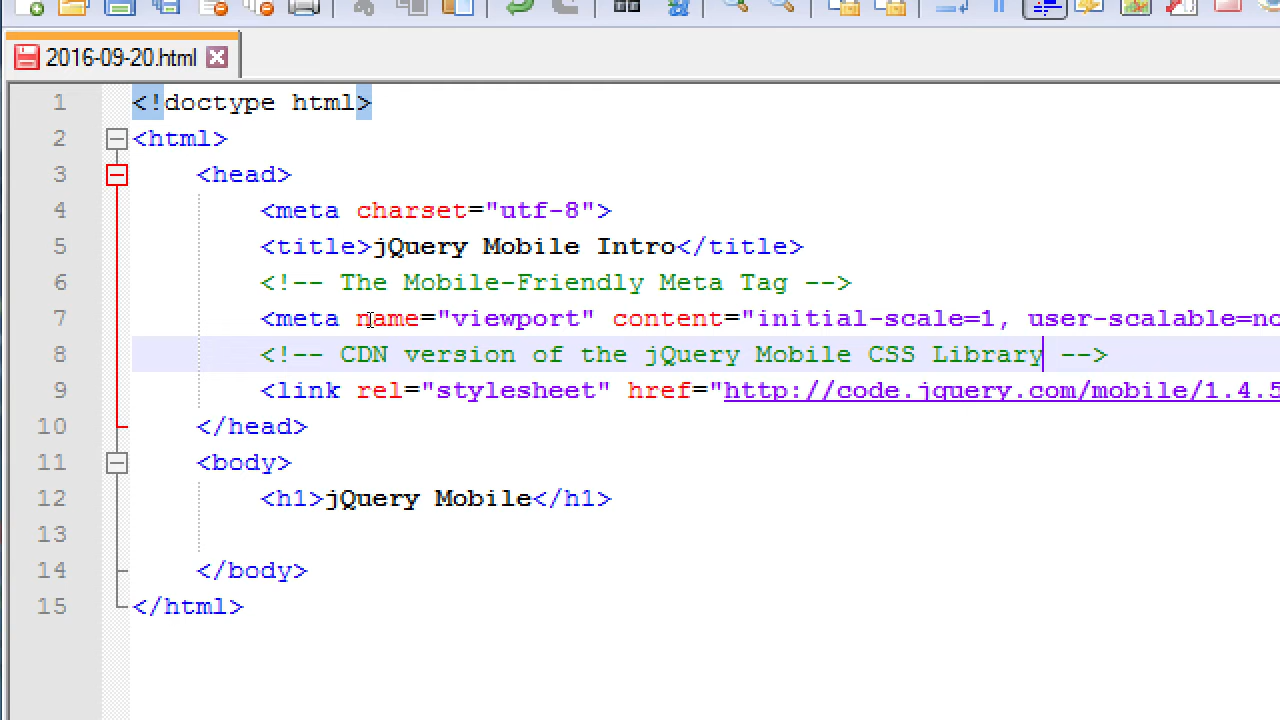 2016-09-20.html
1 <!doctype html>
2 <html>
3 <head>
4 <meta charset="utf-8">
5 <title>jQuery Mobile Intro</title>
6 <!-- The Mobile-Friendly Meta Tag -->
7 <meta name="viewport" content="initial-scale=1, user-scalable=no
8 <!-- CDN version of the jQuery Mobile CSS Library -->
9 <link rel="stylesheet" href="http://code.jquery.com/mobile/1.4.5
10 </head>
11 <body>
12 <h1>jQuery Mobile</h1>
13
14 </body>
15 </html>